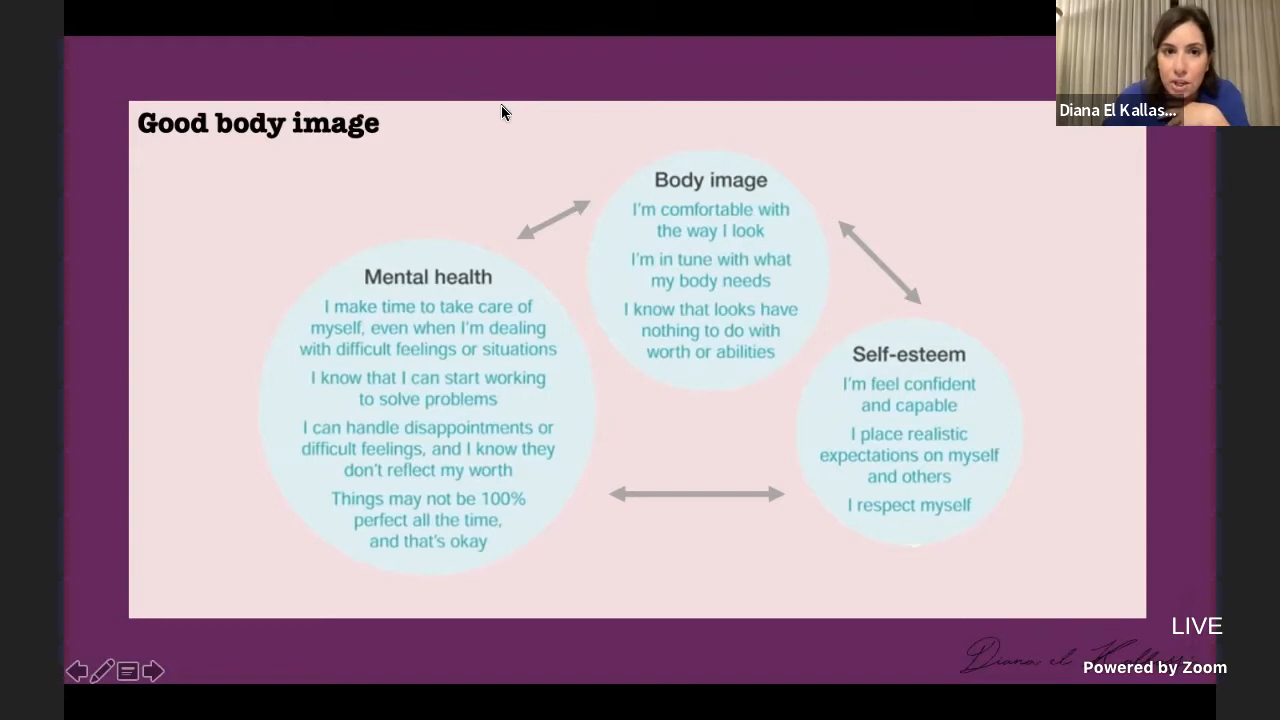 Diana El Kallas...
Good body image
Body image
I'm comfortable with
the way I look
I'm in tune with what
my body needs
I know that looks have
nothing to do with
worth or abilities
Mental health
I make time to take care of
myself, even when I'm dealing
with difficult feelings or situations
I know that I can start working
to solve problems
I can handle disappointments or
difficult feelings, and I know they
don't reflect my worth
Things may not be 100%
perfect all the time,
and that's okay
Self-esteem
I'm feel confident
and capable
I place realistic
expectations on myself
and others
I respect myself
LIVE
Diana el
Powered by Zoom